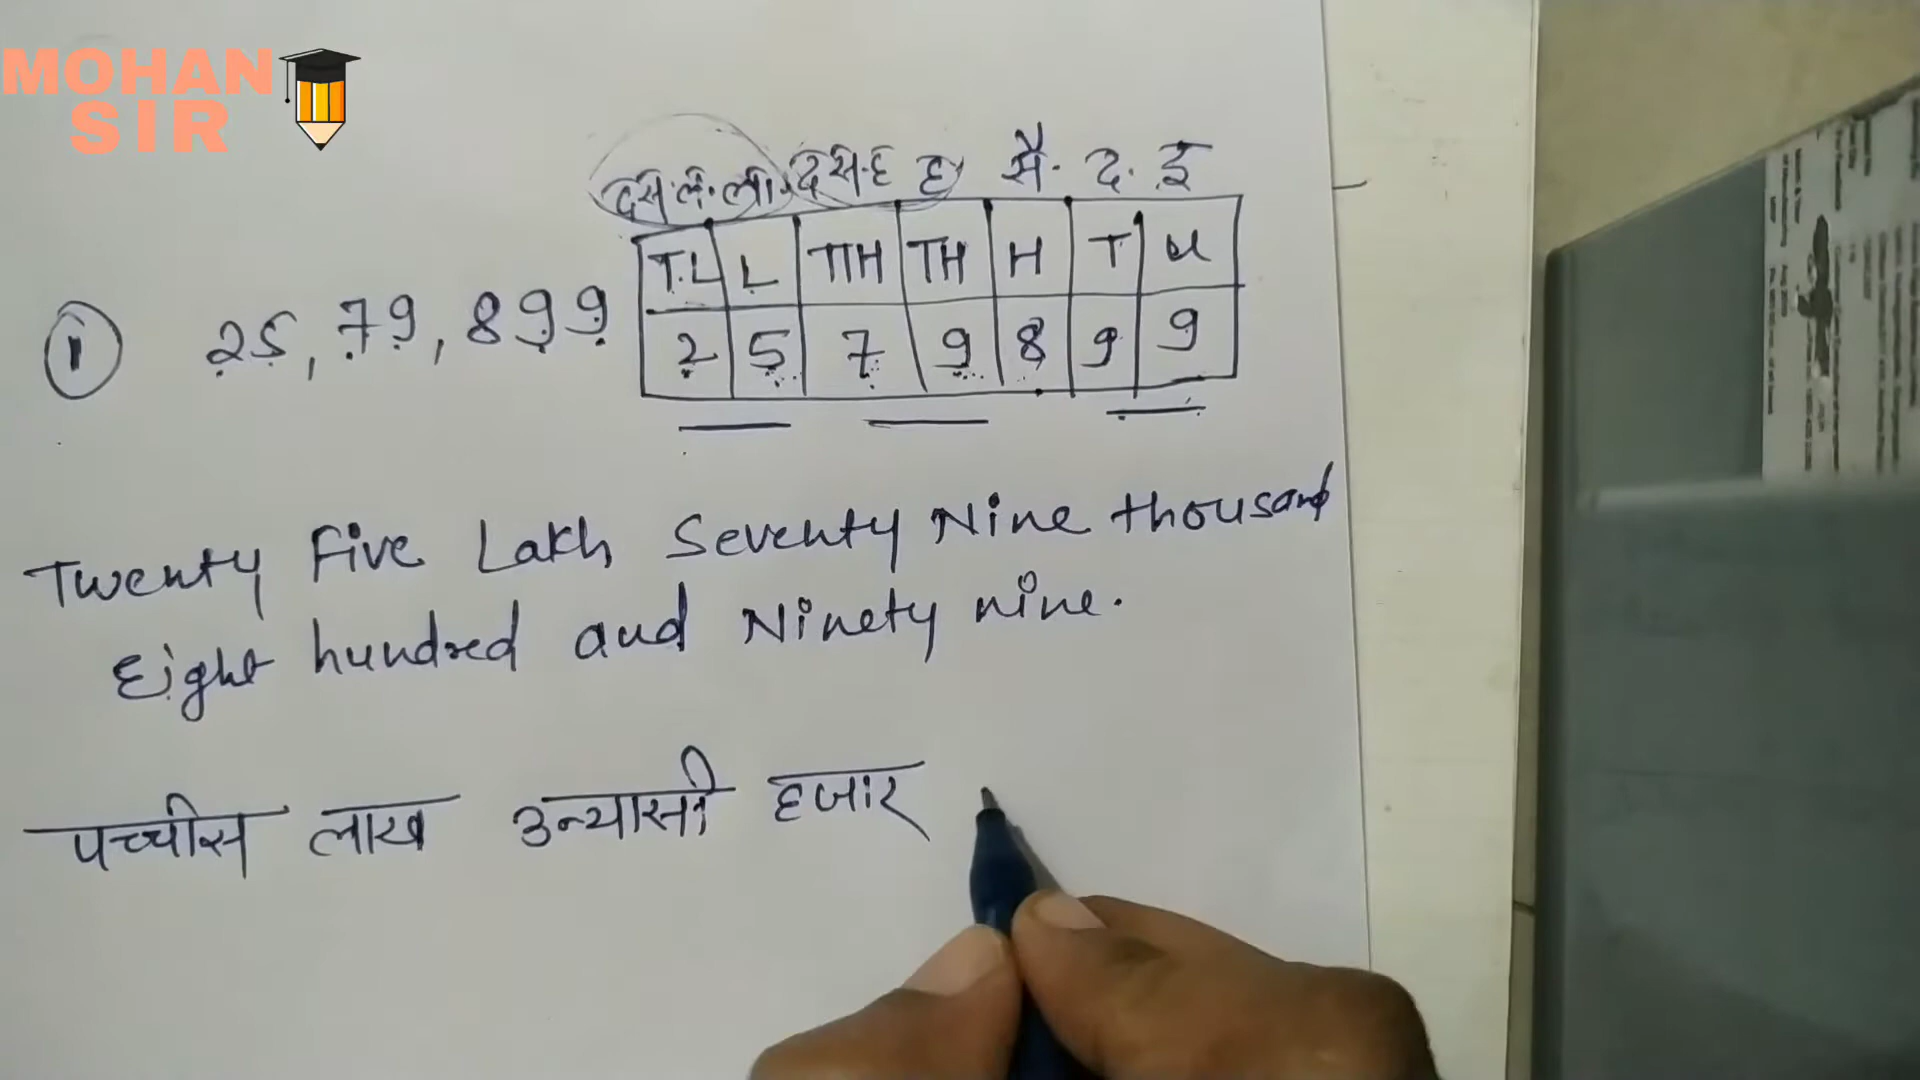 MOHAN
SIR
दस.ल. ला. दस.ह ह सै. द. इ
T.L L TTH TH H T U
① 25,79,899
2 5 7 9 8 9 9
Twenty Five Lakh Seventy Nine thousand
Eight hundred and Ninety nine.
पच्चीस लाख उन्यासी हजार